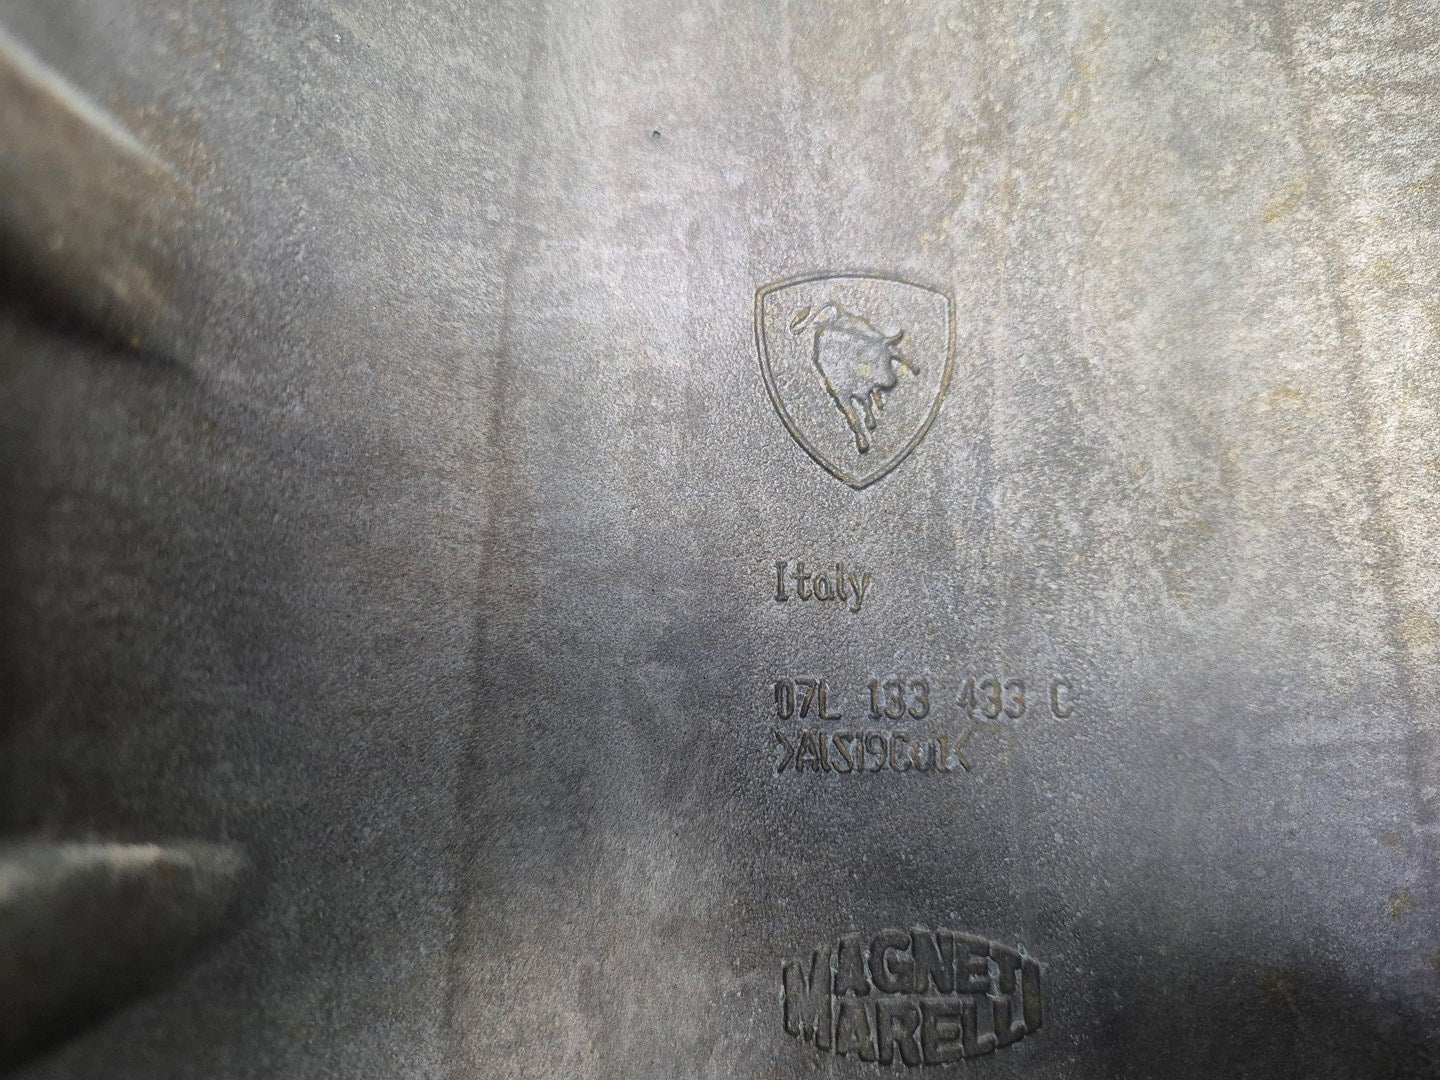 Italy
07L 133 433 C
>AlSi9Cu1<
MAGNETI
MARELLI